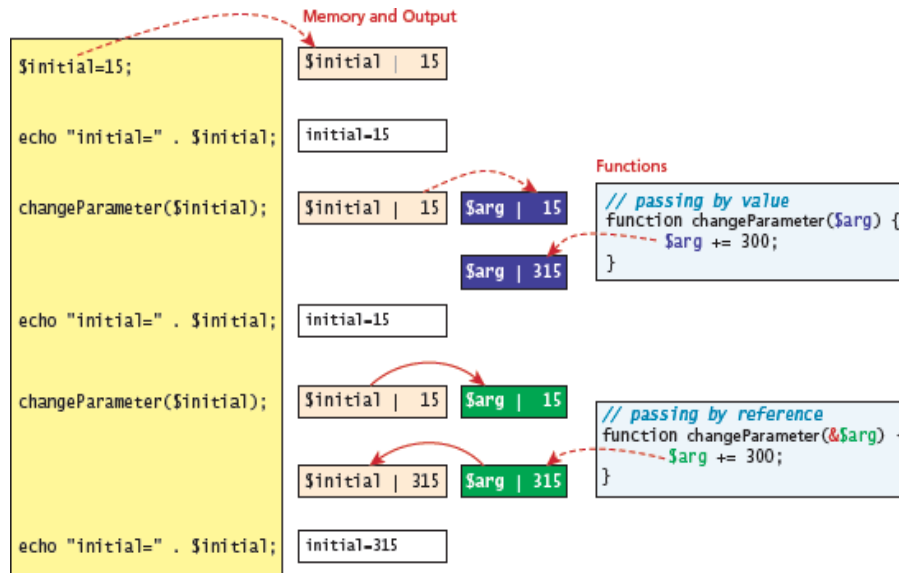 Memory and Output
$initial=15;
$initial | 15
echo "initial=" . $initial;
initial=15
Functions
changeParameter($initial);
$initial | 15
$arg | 15
// passing by value
function changeParameter($arg) {
$arg += 300;
}
$arg | 315
echo "initial=" . $initial;
initial=15
changeParameter($initial);
$initial | 15
$arg | 15
// passing by reference
function changeParameter(&$arg) {
$arg += 300;
}
$initial | 315
$arg | 315
echo "initial=" . $initial;
initial=315